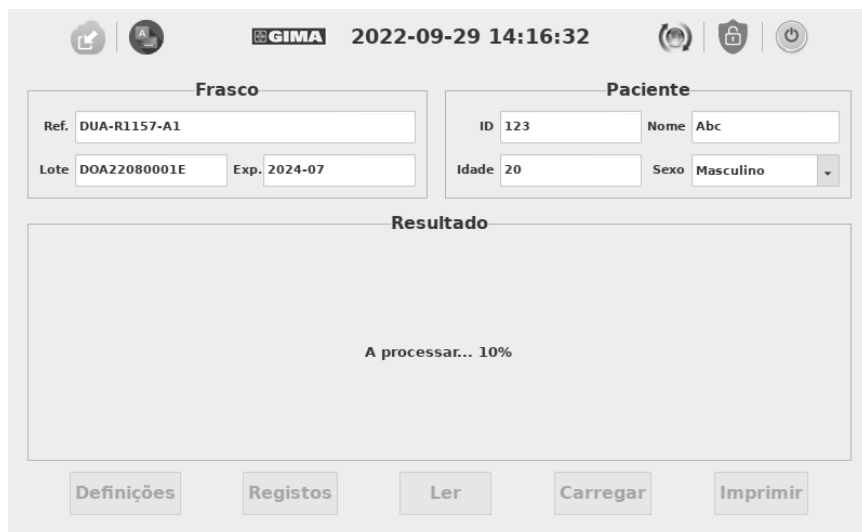 GIMA 2022-09-29 14:16:32
Frasco
Ref. DUA-R1157-A1
Lote DOA22080001E Exp. 2024-07
Paciente
ID 123 Nome Abc
Idade 20 Sexo Masculino
Resultado
A processar... 10%
Definições Registos Ler Carregar Imprimir